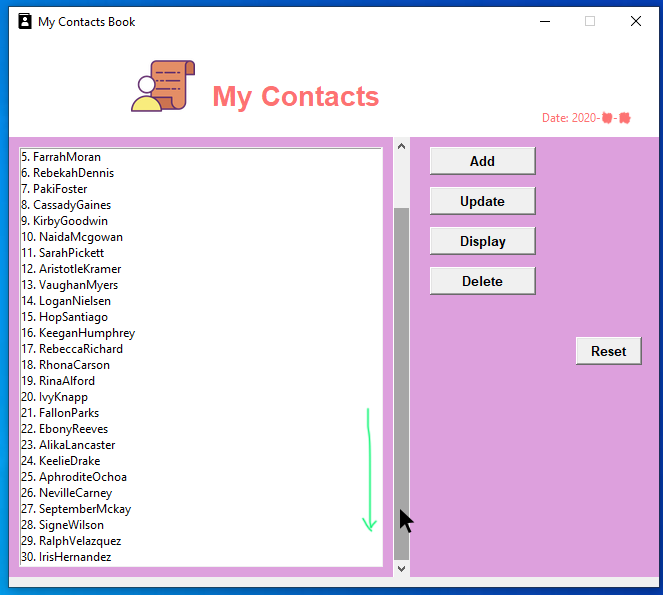 My Contacts Book
My Contacts
Date: 2020-
5. FarrahMoran
6. RebekahDennis
7. PakiFoster
8. CassadyGaines
9. KirbyGoodwin
10. NaidaMcgowan
11. SarahPickett
12. AristotleKramer
13. VaughanMyers
14. LoganNielsen
15. HopSantiago
16. KeeganHumphrey
17. RebeccaRichard
18. RhonaCarson
19. RinaAlford
20. IvyKnapp
21. FallonParks
22. EbonyReeves
23. AlikaLancaster
24. KeelieDrake
25. AphroditeOchoa
26. NevilleCarney
27. SeptemberMckay
28. SigneWilson
29. RalphVelazquez
30. IrisHernandez
Add
Update
Display
Delete
Reset